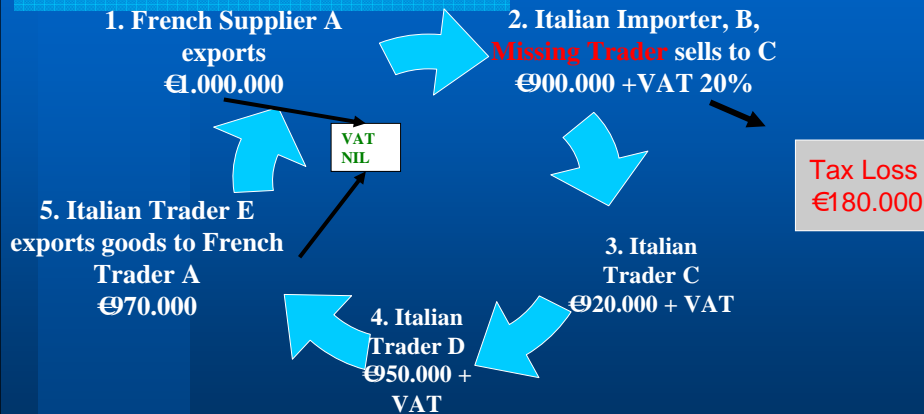 1. French Supplier A
exports
€1.000.000
2. Italian Importer, B,
Missing Trader sells to C
€900.000 +VAT 20%
VAT
NIL
Tax Loss
€180.000
3. Italian
Trader C
€920.000 + VAT
4. Italian
Trader D
€950.000 +
VAT
5. Italian Trader E
exports goods to French
Trader A
€970.000